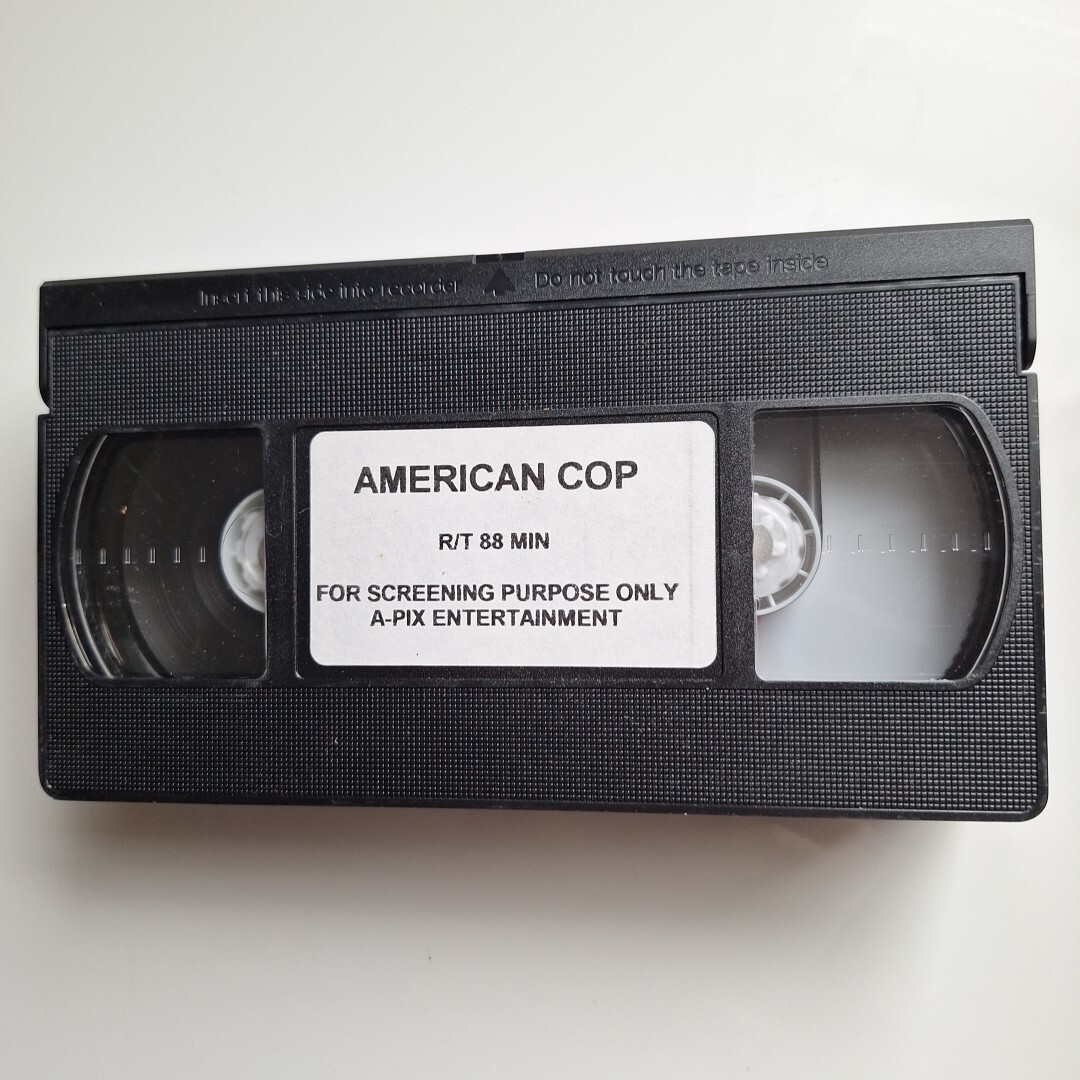 Insert this side into recorder Do not touch the tape inside
AMERICAN COP
R/T 88 MIN
FOR SCREENING PURPOSE ONLY
A-PIX ENTERTAINMENT